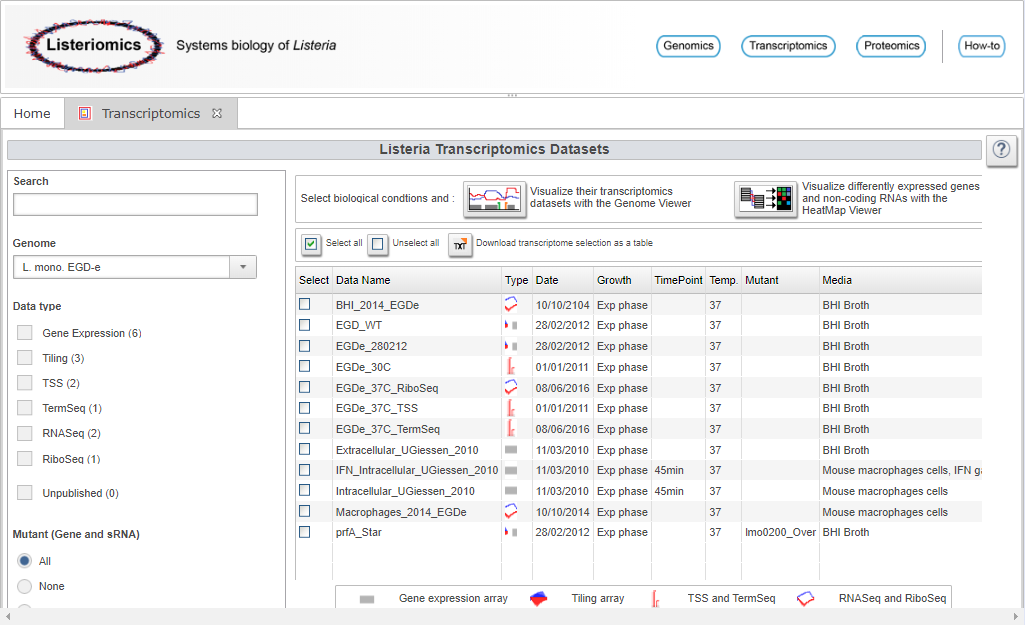 Listeriomics
Systems biology of Listeria
Genomics
Transcriptomics
Proteomics
How-to
Home
Transcriptomics
Listeria Transcriptomics Datasets
?
Search
Genome
L. mono. EGD-e
Data type
Gene Expression (6)
Tiling (3)
TSS (2)
TermSeq (1)
RNASeq (2)
RiboSeq (1)
Unpublished (0)
Mutant (Gene and sRNA)
All
None
Select biological condtions and :
Visualize their transcriptomics
datasets with the Genome Viewer
Visualize differently expressed genes
and non-coding RNAs with the
HeatMap Viewer
Select all
Unselect all
TXT
Download transcriptome selection as a table
Select Data Name Type Date Growth TimePoint Temp. Mutant Media
BHI_2014_EGDe 10/10/2104 Exp phase 37 BHI Broth
EGD_WT 28/02/2012 Exp phase 37 BHI Broth
EGDe_280212 28/02/2012 Exp phase 37 BHI Broth
EGDe_30C 01/01/2011 Exp phase 37 BHI Broth
EGDe_37C_RiboSeq 08/06/2016 Exp phase 37 BHI Broth
EGDe_37C_TSS 01/01/2011 Exp phase 37 BHI Broth
EGDe_37C_TermSeq 08/06/2016 Exp phase 37 BHI Broth
Extracellular_UGiessen_2010 11/03/2010 Exp phase 37 BHI Broth
IFN_Intracellular_UGiessen_2010 11/03/2010 Exp phase 45min 37 Mouse macrophages cells, IFN ga
Intracellular_UGiessen_2010 11/03/2010 Exp phase 45min 37 Mouse macrophages cells
Macrophages_2014_EGDe 10/10/2014 Exp phase 37 Mouse macrophages cells
prfA_Star 28/02/2012 Exp phase 37 lmo0200_Over BHI Broth
Gene expression array
Tiling array
TSS and TermSeq
RNASeq and RiboSeq